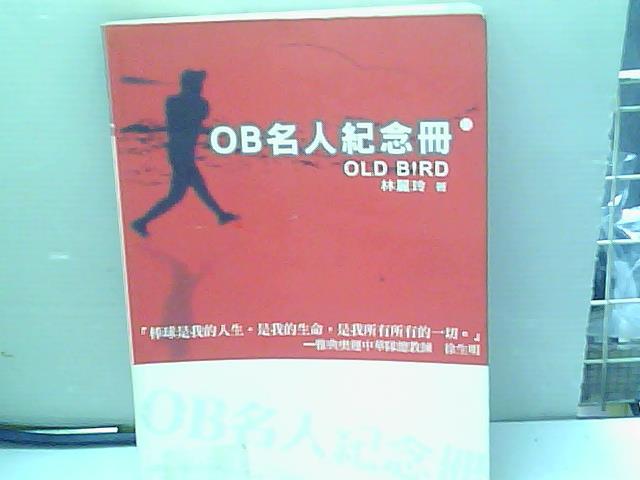 OB名人紀念冊
OLD BIRD
林麗玲 著
『棒球是我的人生。是我的生命，是我所有所有的一切。』
—雅典奧運中華隊總教練 徐生明
OB名人紀念冊